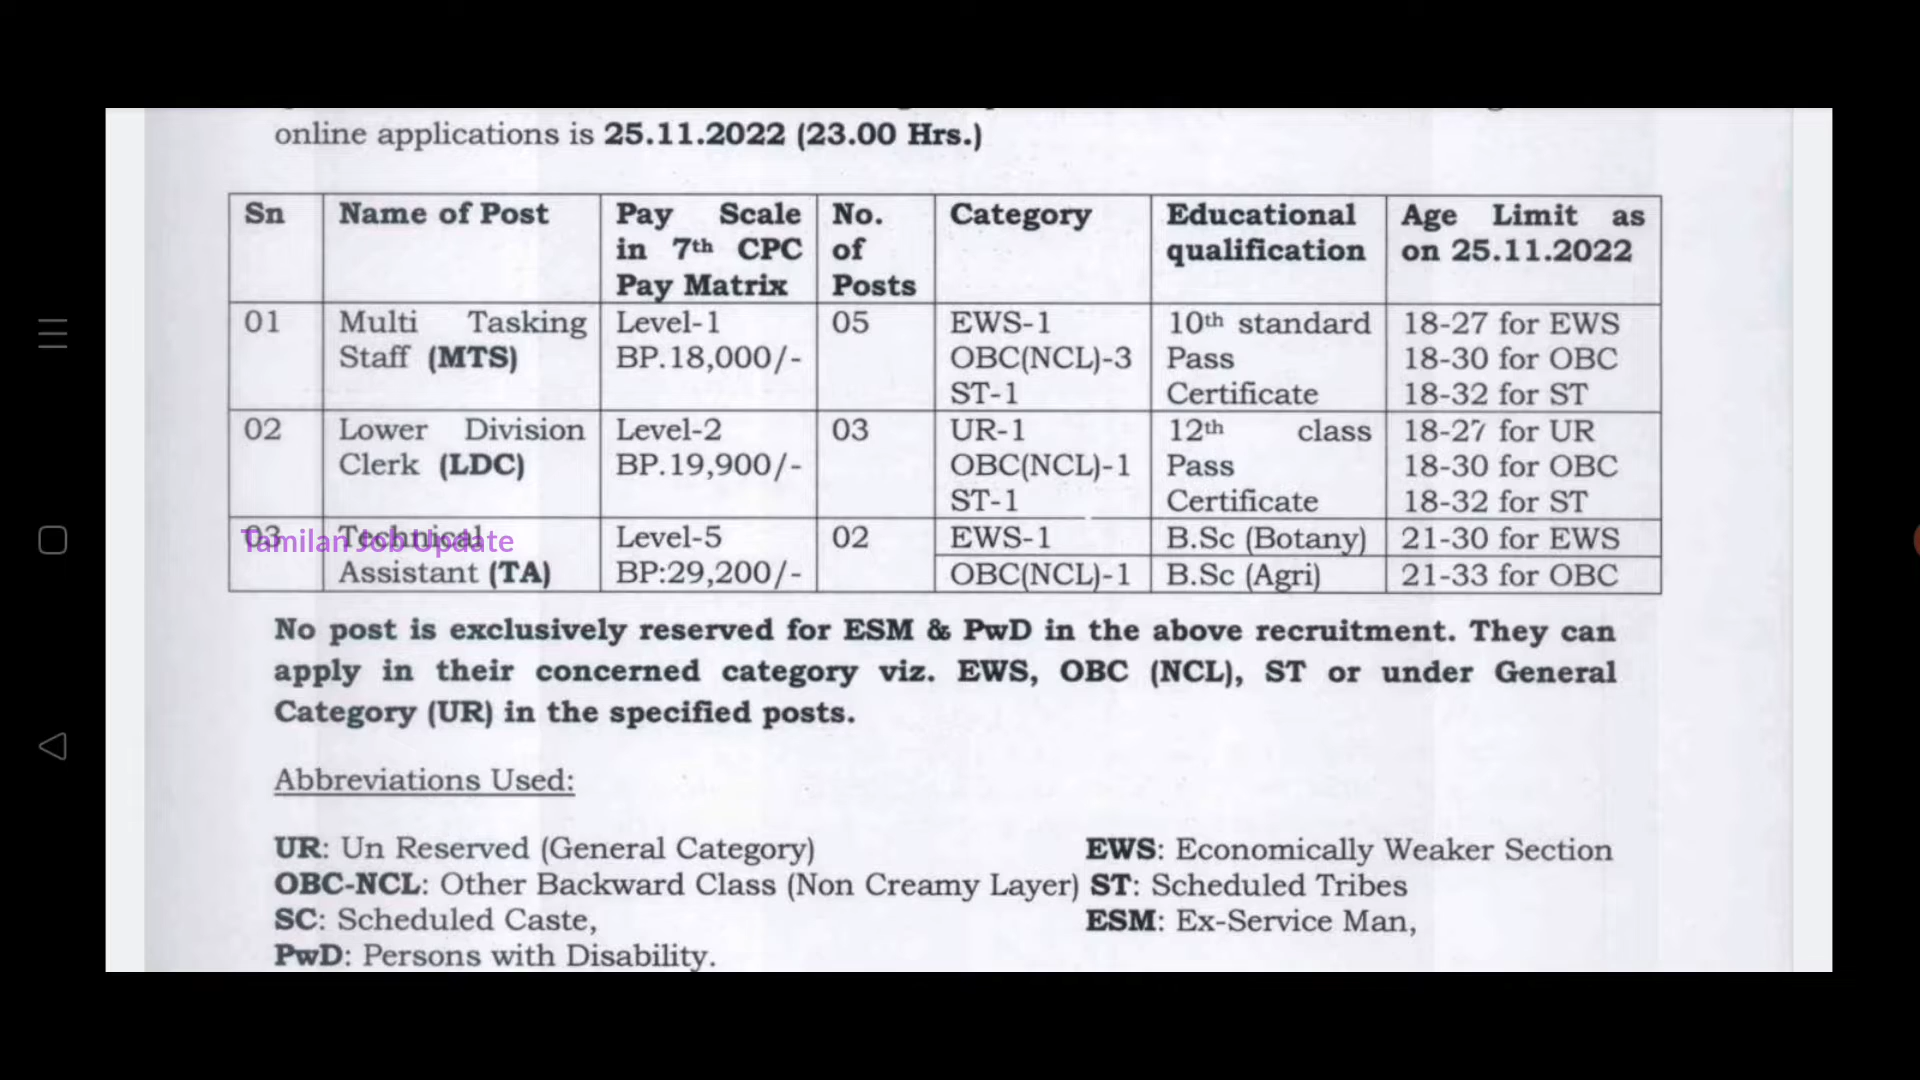 online applications is 25.11.2022 (23.00 Hrs.)
Sn Name of Post Pay Scale in 7th CPC Pay Matrix No. of Posts Category Educational qualification Age Limit as on 25.11.2022
01 Multi Tasking Staff (MTS) Level-1 BP.18,000/- 05 EWS-1 OBC(NCL)-3 ST-1 10th standard Pass Certificate 18-27 for EWS 18-30 for OBC 18-32 for ST
02 Lower Division Clerk (LDC) Level-2 BP.19,900/- 03 UR-1 OBC(NCL)-1 ST-1 12th class Pass Certificate 18-27 for UR 18-30 for OBC 18-32 for ST
03 Technical Assistant (TA) Level-5 BP:29,200/- 02 EWS-1 B.Sc (Botany) 21-30 for EWS
OBC(NCL)-1 B.Sc (Agri) 21-33 for OBC
Tamilan Job Update
No post is exclusively reserved for ESM & PwD in the above recruitment. They can
apply in their concerned category viz. EWS, OBC (NCL), ST or under General
Category (UR) in the specified posts.
Abbreviations Used:
UR: Un Reserved (General Category) EWS: Economically Weaker Section
OBC-NCL: Other Backward Class (Non Creamy Layer) ST: Scheduled Tribes
SC: Scheduled Caste, ESM: Ex-Service Man,
PwD: Persons with Disability.